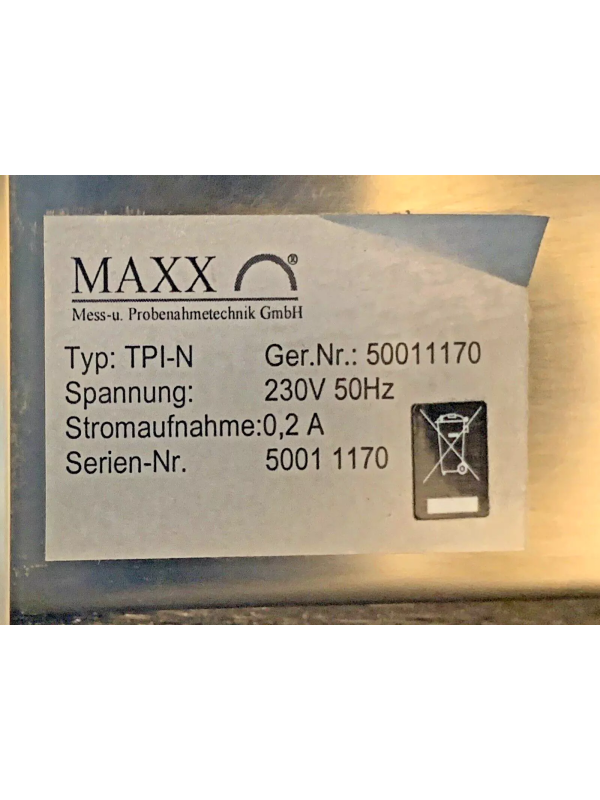 MAXX ®
Mess-u. Probenahmetechnik GmbH
Typ: TPI-N Ger.Nr.: 50011170
Spannung: 230V 50Hz
Stromaufnahme:0,2 A
Serien-Nr. 5001 1170